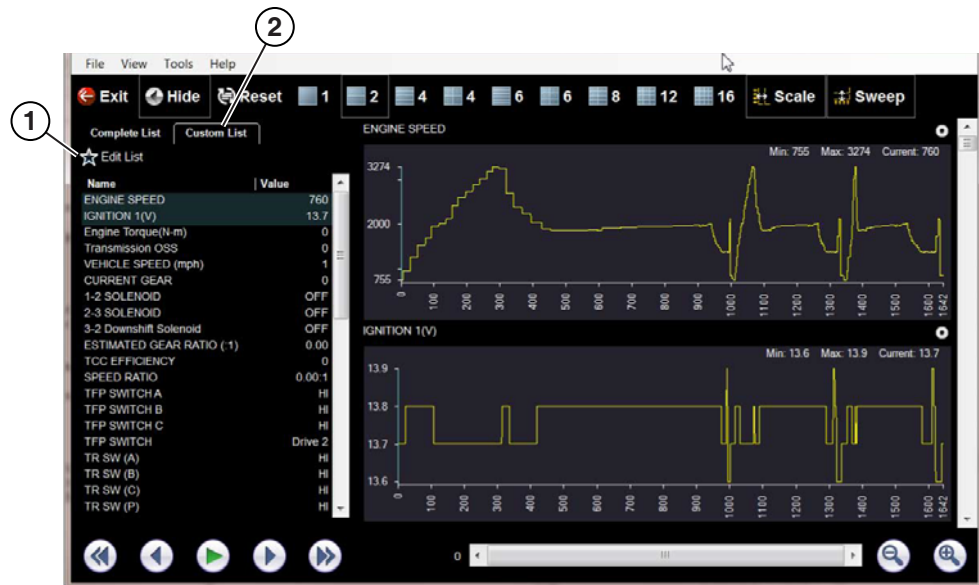 2
1
File View Tools Help
Exit Hide Reset 1 2 4 4 6 6 8 12 16 Scale Sweep
Complete List Custom List
Edit List
Name Value
ENGINE SPEED 760
IGNITION 1(V) 13.7
Engine Torque(N-m) 0
Transmission OSS 0
VEHICLE SPEED (mph) 1
CURRENT GEAR 0
1-2 SOLENOID OFF
2-3 SOLENOID OFF
3-2 Downshift Solenoid OFF
ESTIMATED GEAR RATIO (:1) 0.00
TCC EFFICIENCY 0
SPEED RATIO 0.00:1
TFP SWITCH A HI
TFP SWITCH B HI
TFP SWITCH C HI
TFP SWITCH Drive 2
TR SW (A) HI
TR SW (B) HI
TR SW (C) HI
TR SW (P) HI
ENGINE SPEED
Min: 755 Max: 3274 Current: 760
3274
2000
755
0 100 200 300 400 500 600 700 800 900 1000 1100 1200 1300 1400 1500 1600 1642
IGNITION 1(V)
Min: 13.6 Max: 13.9 Current: 13.7
13.9
13.8
13.7
13.6
0 100 200 300 400 500 600 700 800 900 1000 1100 1200 1300 1400 1500 1600 1642
0